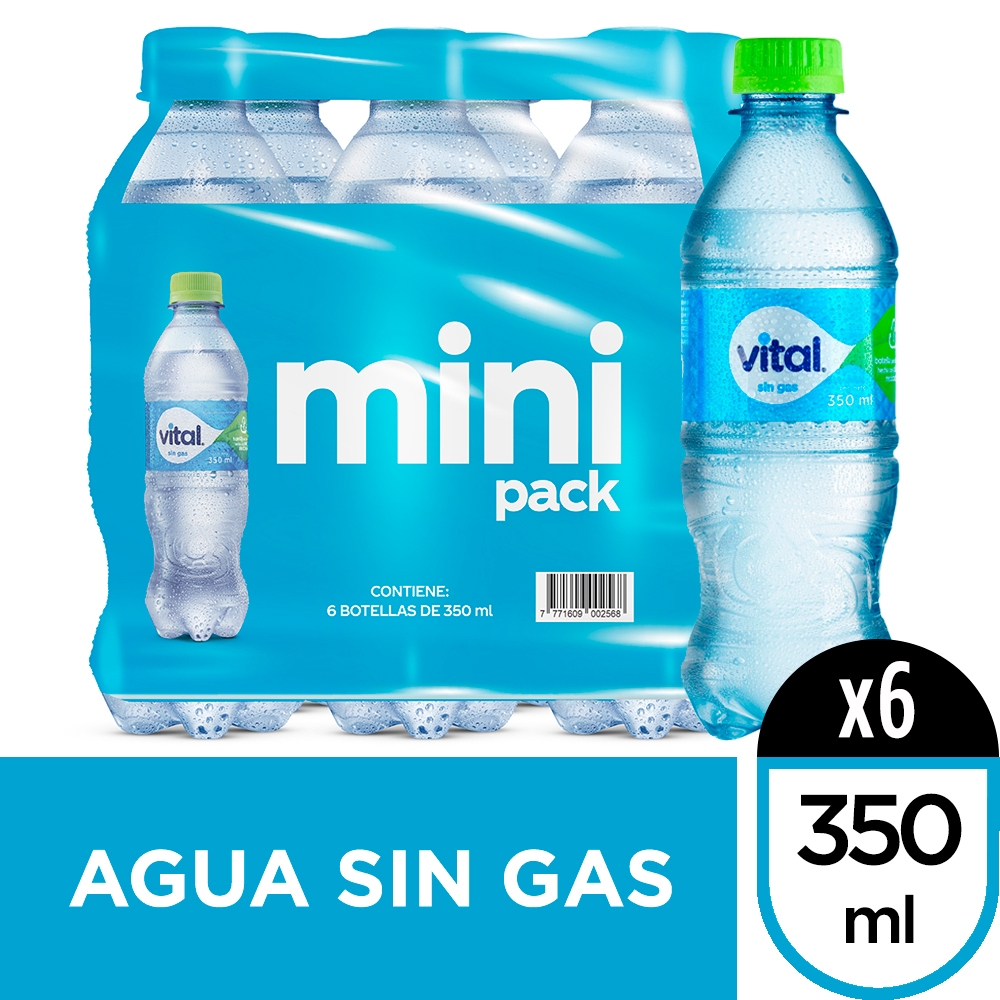 mini
pack
CONTIENE:
6 BOTELLAS DE 350 ml
7 771609 002568
vital.
sin gas
350 ml
vital.
sin gas
350 ml
botella
x6
350
ml
AGUA SIN GAS